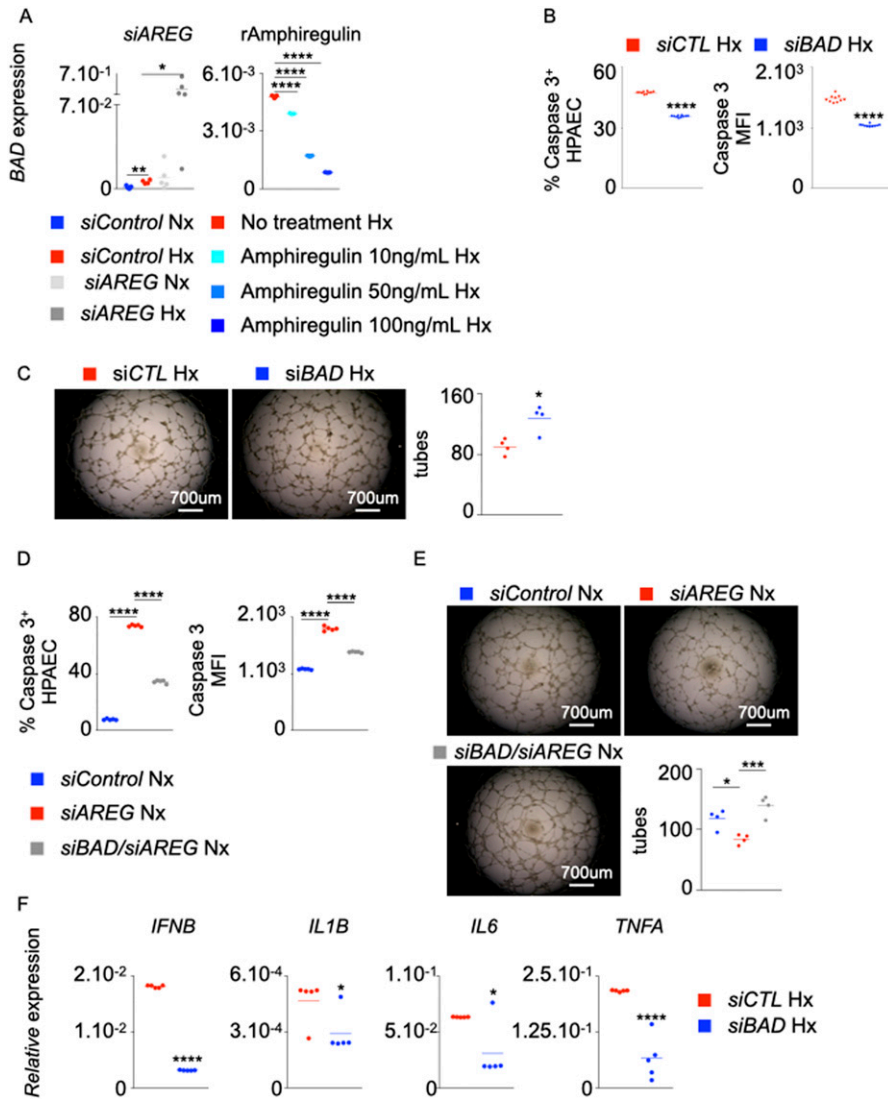 A
siAREG
rAmphiregulin
BAD expression
7.10-1
7.10-2
0
*
**
6.10-3
3.10-3
0
****
****
****
siControl Nx
siControl Hx
siAREG Nx
siAREG Hx
No treatment Hx
Amphiregulin 10ng/mL Hx
Amphiregulin 50ng/mL Hx
Amphiregulin 100ng/mL Hx
B
siCTL Hx
siBAD Hx
% Caspase 3+
HPAEC
60
30
0
****
Caspase 3
MFI
2.103
1.103
0
****
C
siCTL Hx
siBAD Hx
700um
700um
tubes
160
80
0
*
D
% Caspase 3+
HPAEC
80
40
0
****
****
Caspase 3
MFI
2.103
1.103
0
****
****
siControl Nx
siAREG Nx
siBAD/siAREG Nx
E
siControl Nx
siAREG Nx
700um
700um
siBAD/siAREG Nx
700um
tubes
200
100
0
*
***
F
Relative expression
IFNB
2.10-2
1.10-2
0
****
IL1B
6.10-4
3.10-4
0
*
IL6
1.10-1
5.10-2
0
*
TNFA
2.5.10-1
1.25.10-1
0
****
siCTL Hx
siBAD Hx